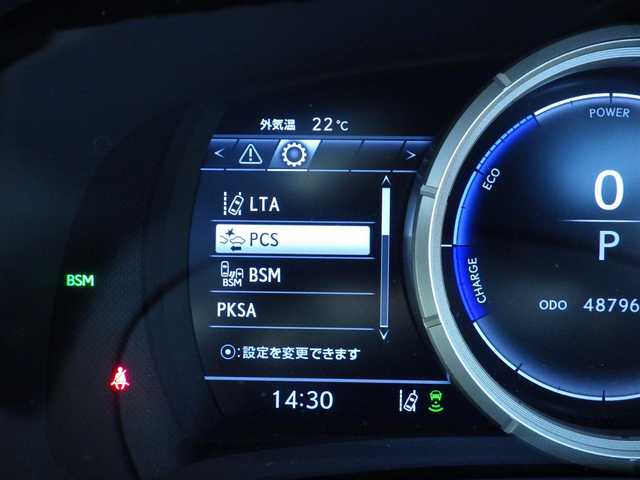 外気温 22℃
< >
LTA
PCS
BSM
BSM
PKSA
⦿:設定を変更できます
14:30
BSM
POWER
ECO
CHARGE
0
P
ODO 48796